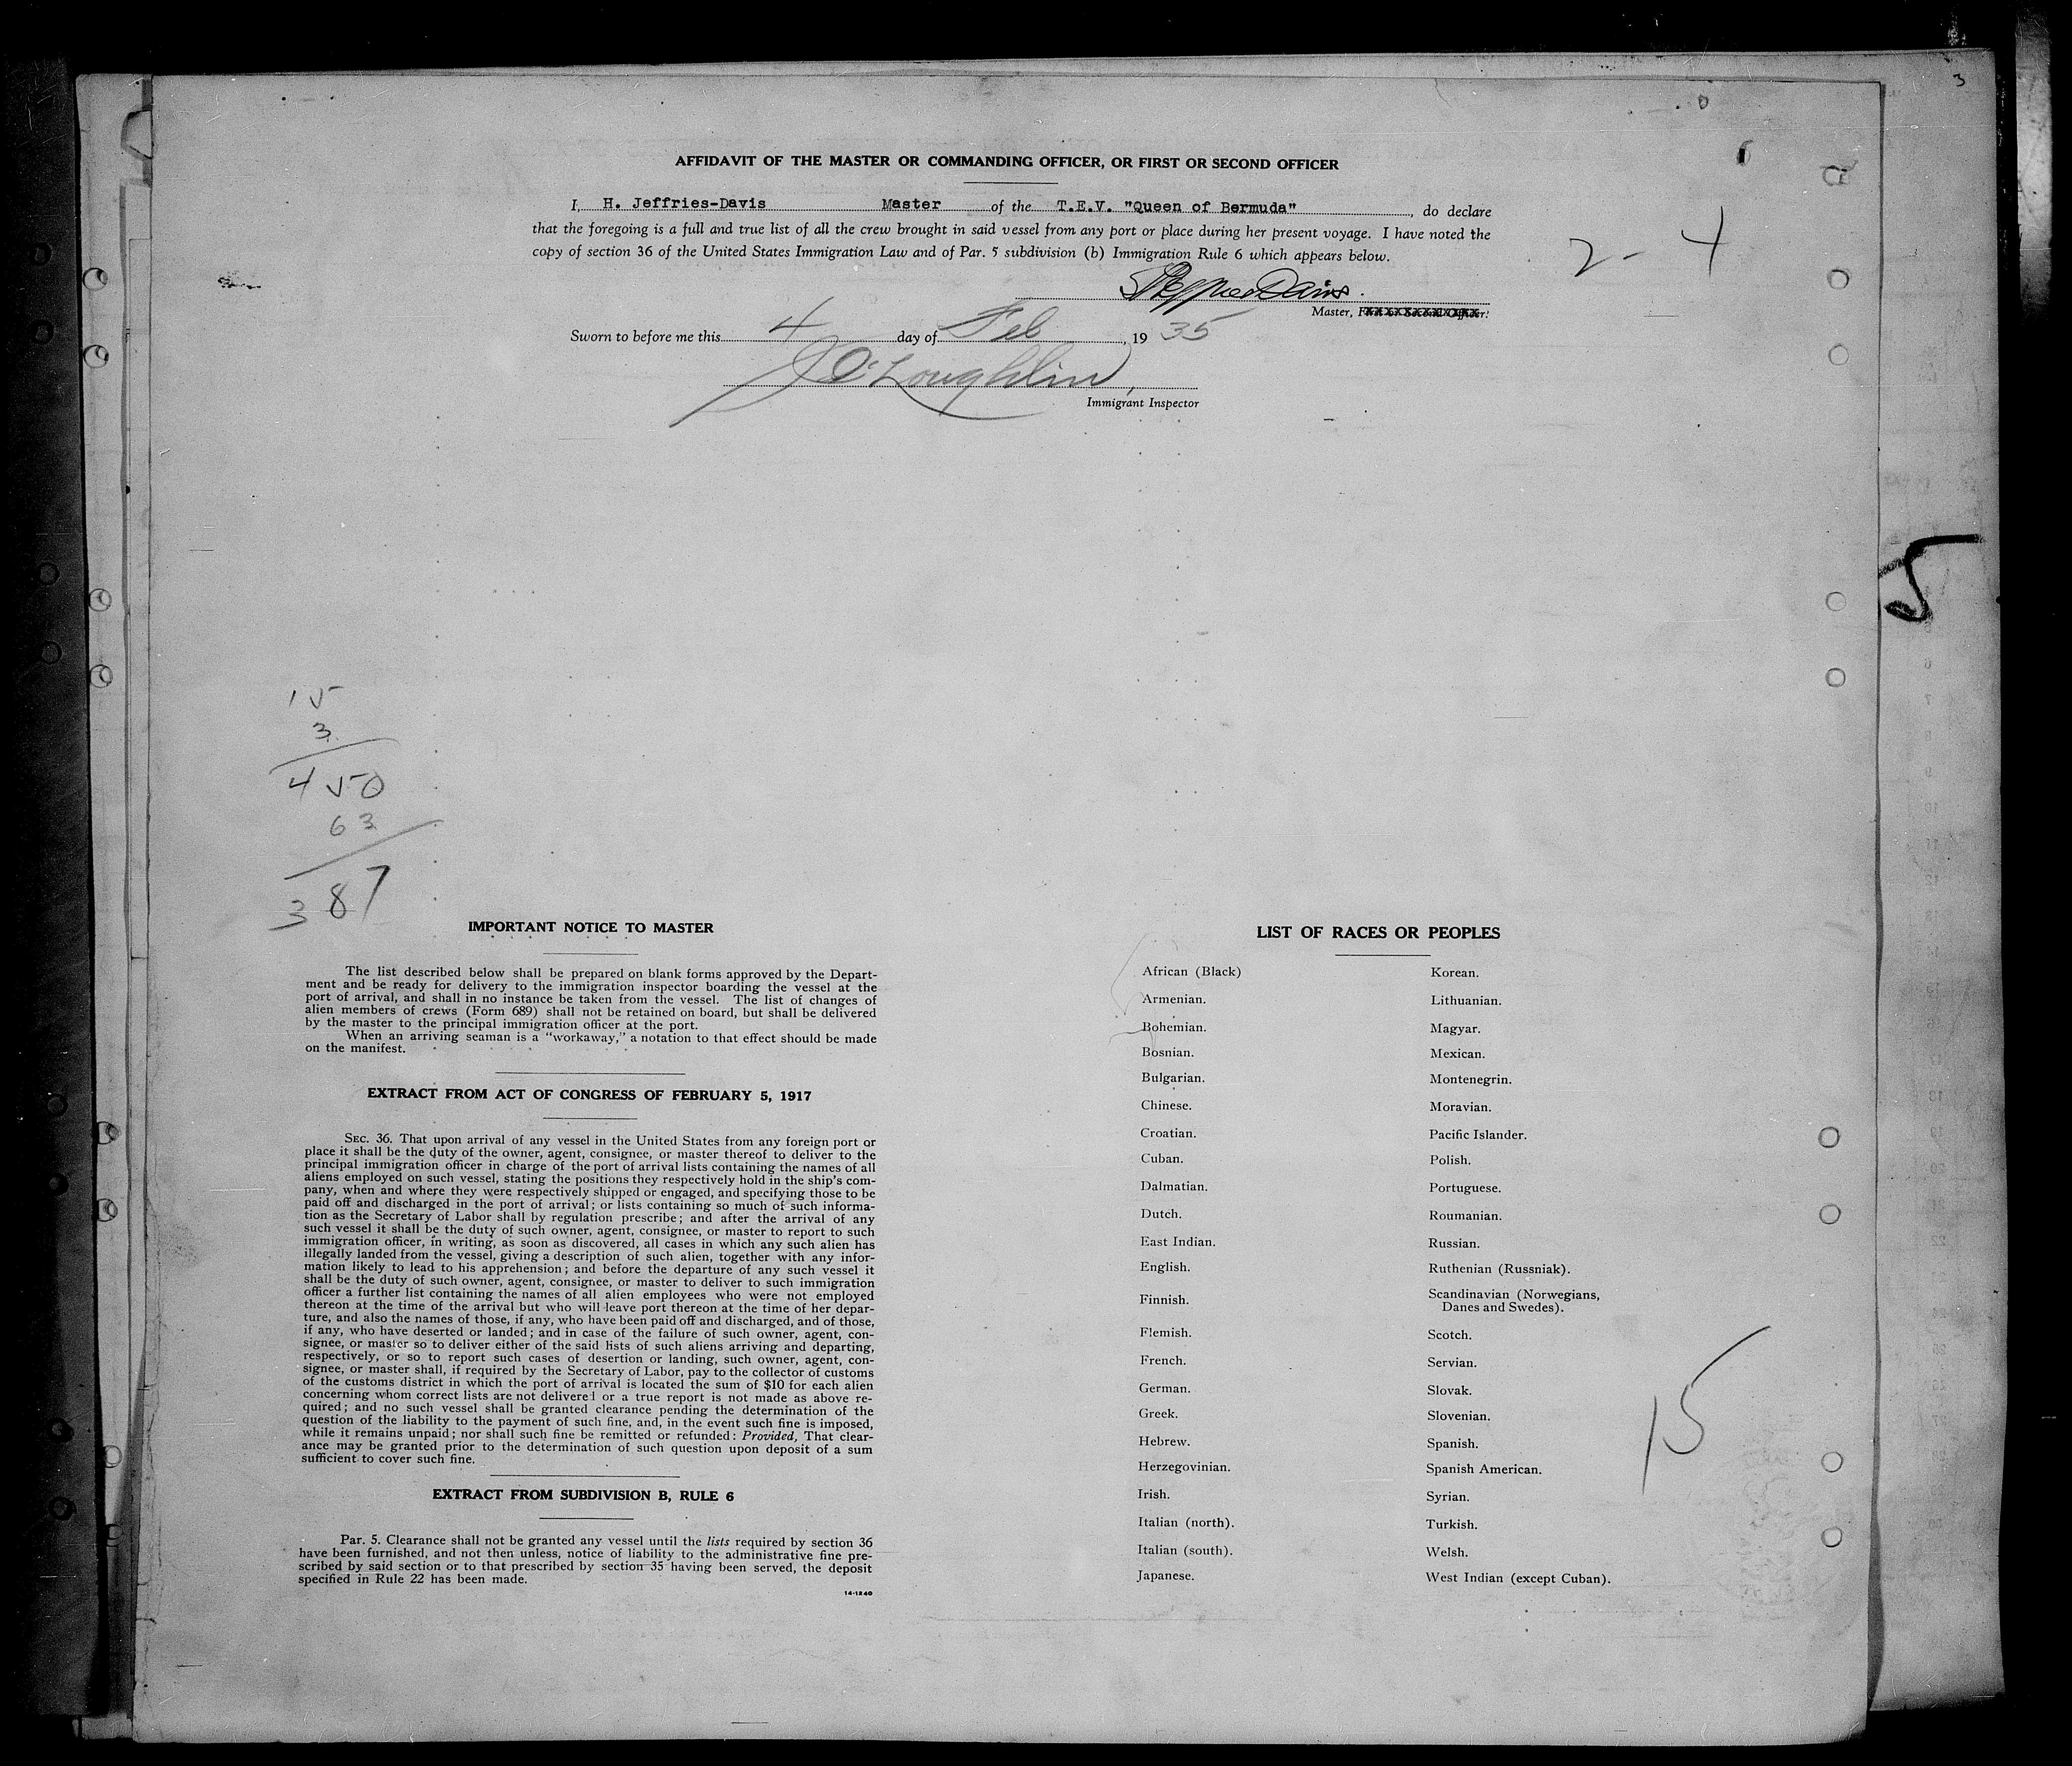 3
AFFIDAVIT OF THE MASTER OR COMMANDING OFFICER, OR FIRST OR SECOND OFFICER
I, H. Jeffries-Davis Master of the T.E.V. "Queen of Bermuda", do declare
that the foregoing is a full and true list of all the crew brought in said vessel from any port or place during her present voyage. I have noted the
copy of section 36 of the United States Immigration Law and of Par. 5 subdivision (b) Immigration Rule 6 which appears below.
2 - 4
Master,
Sworn to before me this 4 day of Feb, 19 35
J O'Loughlin
Immigrant Inspector
5
15
3
450
63
387
IMPORTANT NOTICE TO MASTER
The list described below shall be prepared on blank forms approved by the Depart-
ment and be ready for delivery to the immigration inspector boarding the vessel at the
port of arrival, and shall in no instance be taken from the vessel. The list of changes of
alien members of crews (Form 689) shall not be retained on board, but shall be delivered
by the master to the principal immigration officer at the port.
When an arriving seaman is a "workaway," a notation to that effect should be made
on the manifest.
EXTRACT FROM ACT OF CONGRESS OF FEBRUARY 5, 1917
SEC. 36. That upon arrival of any vessel in the United States from any foreign port or
place it shall be the duty of the owner, agent, consignee, or master thereof to deliver to the
principal immigration officer in charge of the port of arrival lists containing the names of all
aliens employed on such vessel, stating the positions they respectively hold in the ship's com-
pany, when and where they were respectively shipped or engaged, and specifying those to be
paid off and discharged in the port of arrival; or lists containing so much of such informa-
tion as the Secretary of Labor shall by regulation prescribe; and after the arrival of any
such vessel it shall be the duty of such owner, agent, consignee, or master to report to such
immigration officer, in writing, as soon as discovered, all cases in which any such alien has
illegally landed from the vessel, giving a description of such alien, together with any infor-
mation likely to lead to his apprehension; and before the departure of any such vessel it
shall be the duty of such owner, agent, consignee, or master to deliver to such immigration
officer a further list containing the names of all alien employees who were not employed
thereon at the time of the arrival but who will leave port thereon at the time of her depar-
ture, and also the names of those, if any, who have been paid off and discharged, and of those,
if any, who have deserted or landed; and in case of the failure of such owner, agent, con-
signee, or master so to deliver either of the said lists of such aliens arriving and departing,
respectively, or so to report such cases of desertion or landing, such owner, agent, con-
signee, or master shall, if required by the Secretary of Labor, pay to the collector of customs
of the customs district in which the port of arrival is located the sum of $10 for each alien
concerning whom correct lists are not delivered or a true report is not made as above re-
quired; and no such vessel shall be granted clearance pending the determination of the
question of the liability to the payment of such fine, and, in the event such fine is imposed,
while it remains unpaid; nor shall such fine be remitted or refunded: Provided, That clear-
ance may be granted prior to the determination of such question upon deposit of a sum
sufficient to cover such fine.
EXTRACT FROM SUBDIVISION B, RULE 6
Par. 5. Clearance shall not be granted any vessel until the lists required by section 36
have been furnished, and not then unless, notice of liability to the administrative fine pre-
scribed by said section or to that prescribed by section 35 having been served, the deposit
specified in Rule 22 has been made.
14-1240
LIST OF RACES OR PEOPLES
African (Black)
Armenian.
Bohemian.
Bosnian.
Bulgarian.
Chinese.
Croatian.
Cuban.
Dalmatian.
Dutch.
East Indian.
English.
Finnish.
Flemish.
French.
German.
Greek.
Hebrew.
Herzegovinian.
Irish.
Italian (north).
Italian (south).
Japanese.
Korean.
Lithuanian.
Magyar.
Mexican.
Montenegrin.
Moravian.
Pacific Islander.
Polish.
Portuguese.
Roumanian.
Russian.
Ruthenian (Russniak).
Scandinavian (Norwegians,
Danes and Swedes).
Scotch.
Servian.
Slovak.
Slovenian.
Spanish.
Spanish American.
Syrian.
Turkish.
Welsh.
West Indian (except Cuban).
15